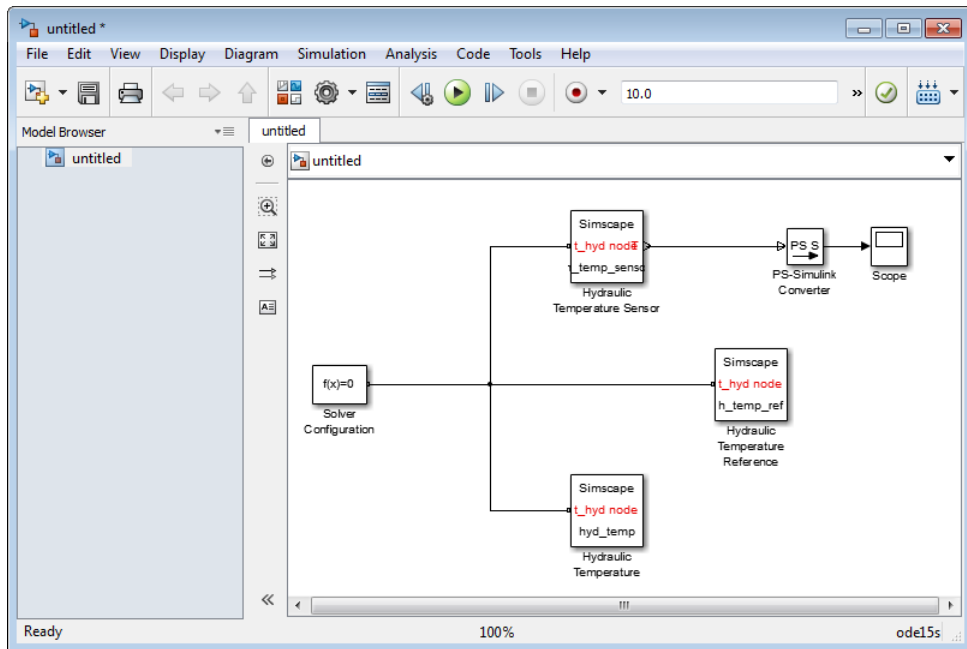 untitled *
File Edit View Display Diagram Simulation Analysis Code Tools Help
10.0 »
Model Browser
untitled
untitled
untitled
Simscape
t_hyd node
_temp_senso
Hydraulic
Temperature Sensor
PS S
PS-Simulink
Converter
Scope
f(x)=0
Solver
Configuration
Simscape
t_hyd node
h_temp_ref
Hydraulic
Temperature
Reference
Simscape
t_hyd node
hyd_temp
Hydraulic
Temperature
Ready 100% ode15s